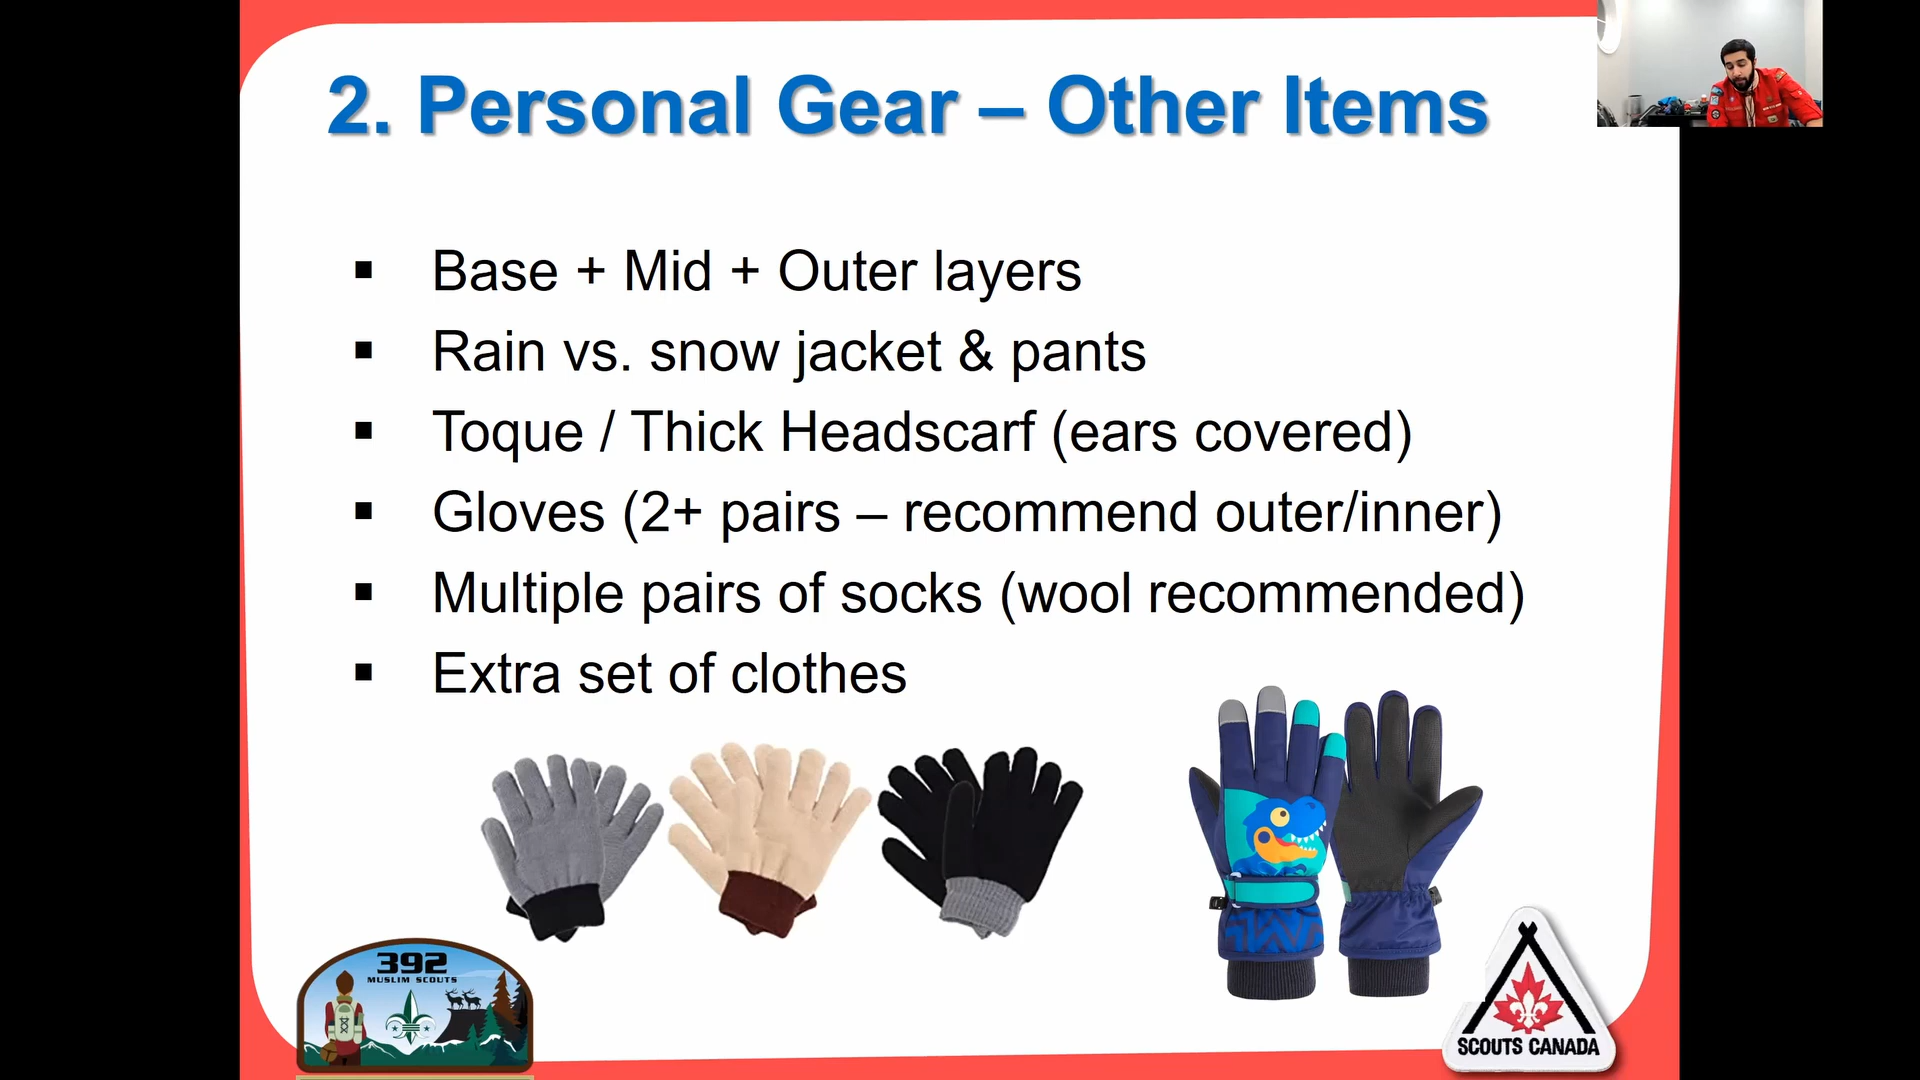 2. Personal Gear – Other Items
▪ Base + Mid + Outer layers
▪ Rain vs. snow jacket & pants
▪ Toque / Thick Headscarf (ears covered)
▪ Gloves (2+ pairs – recommend outer/inner)
▪ Multiple pairs of socks (wool recommended)
▪ Extra set of clothes
392
MUSLIM SCOUTS
SCOUTS CANADA